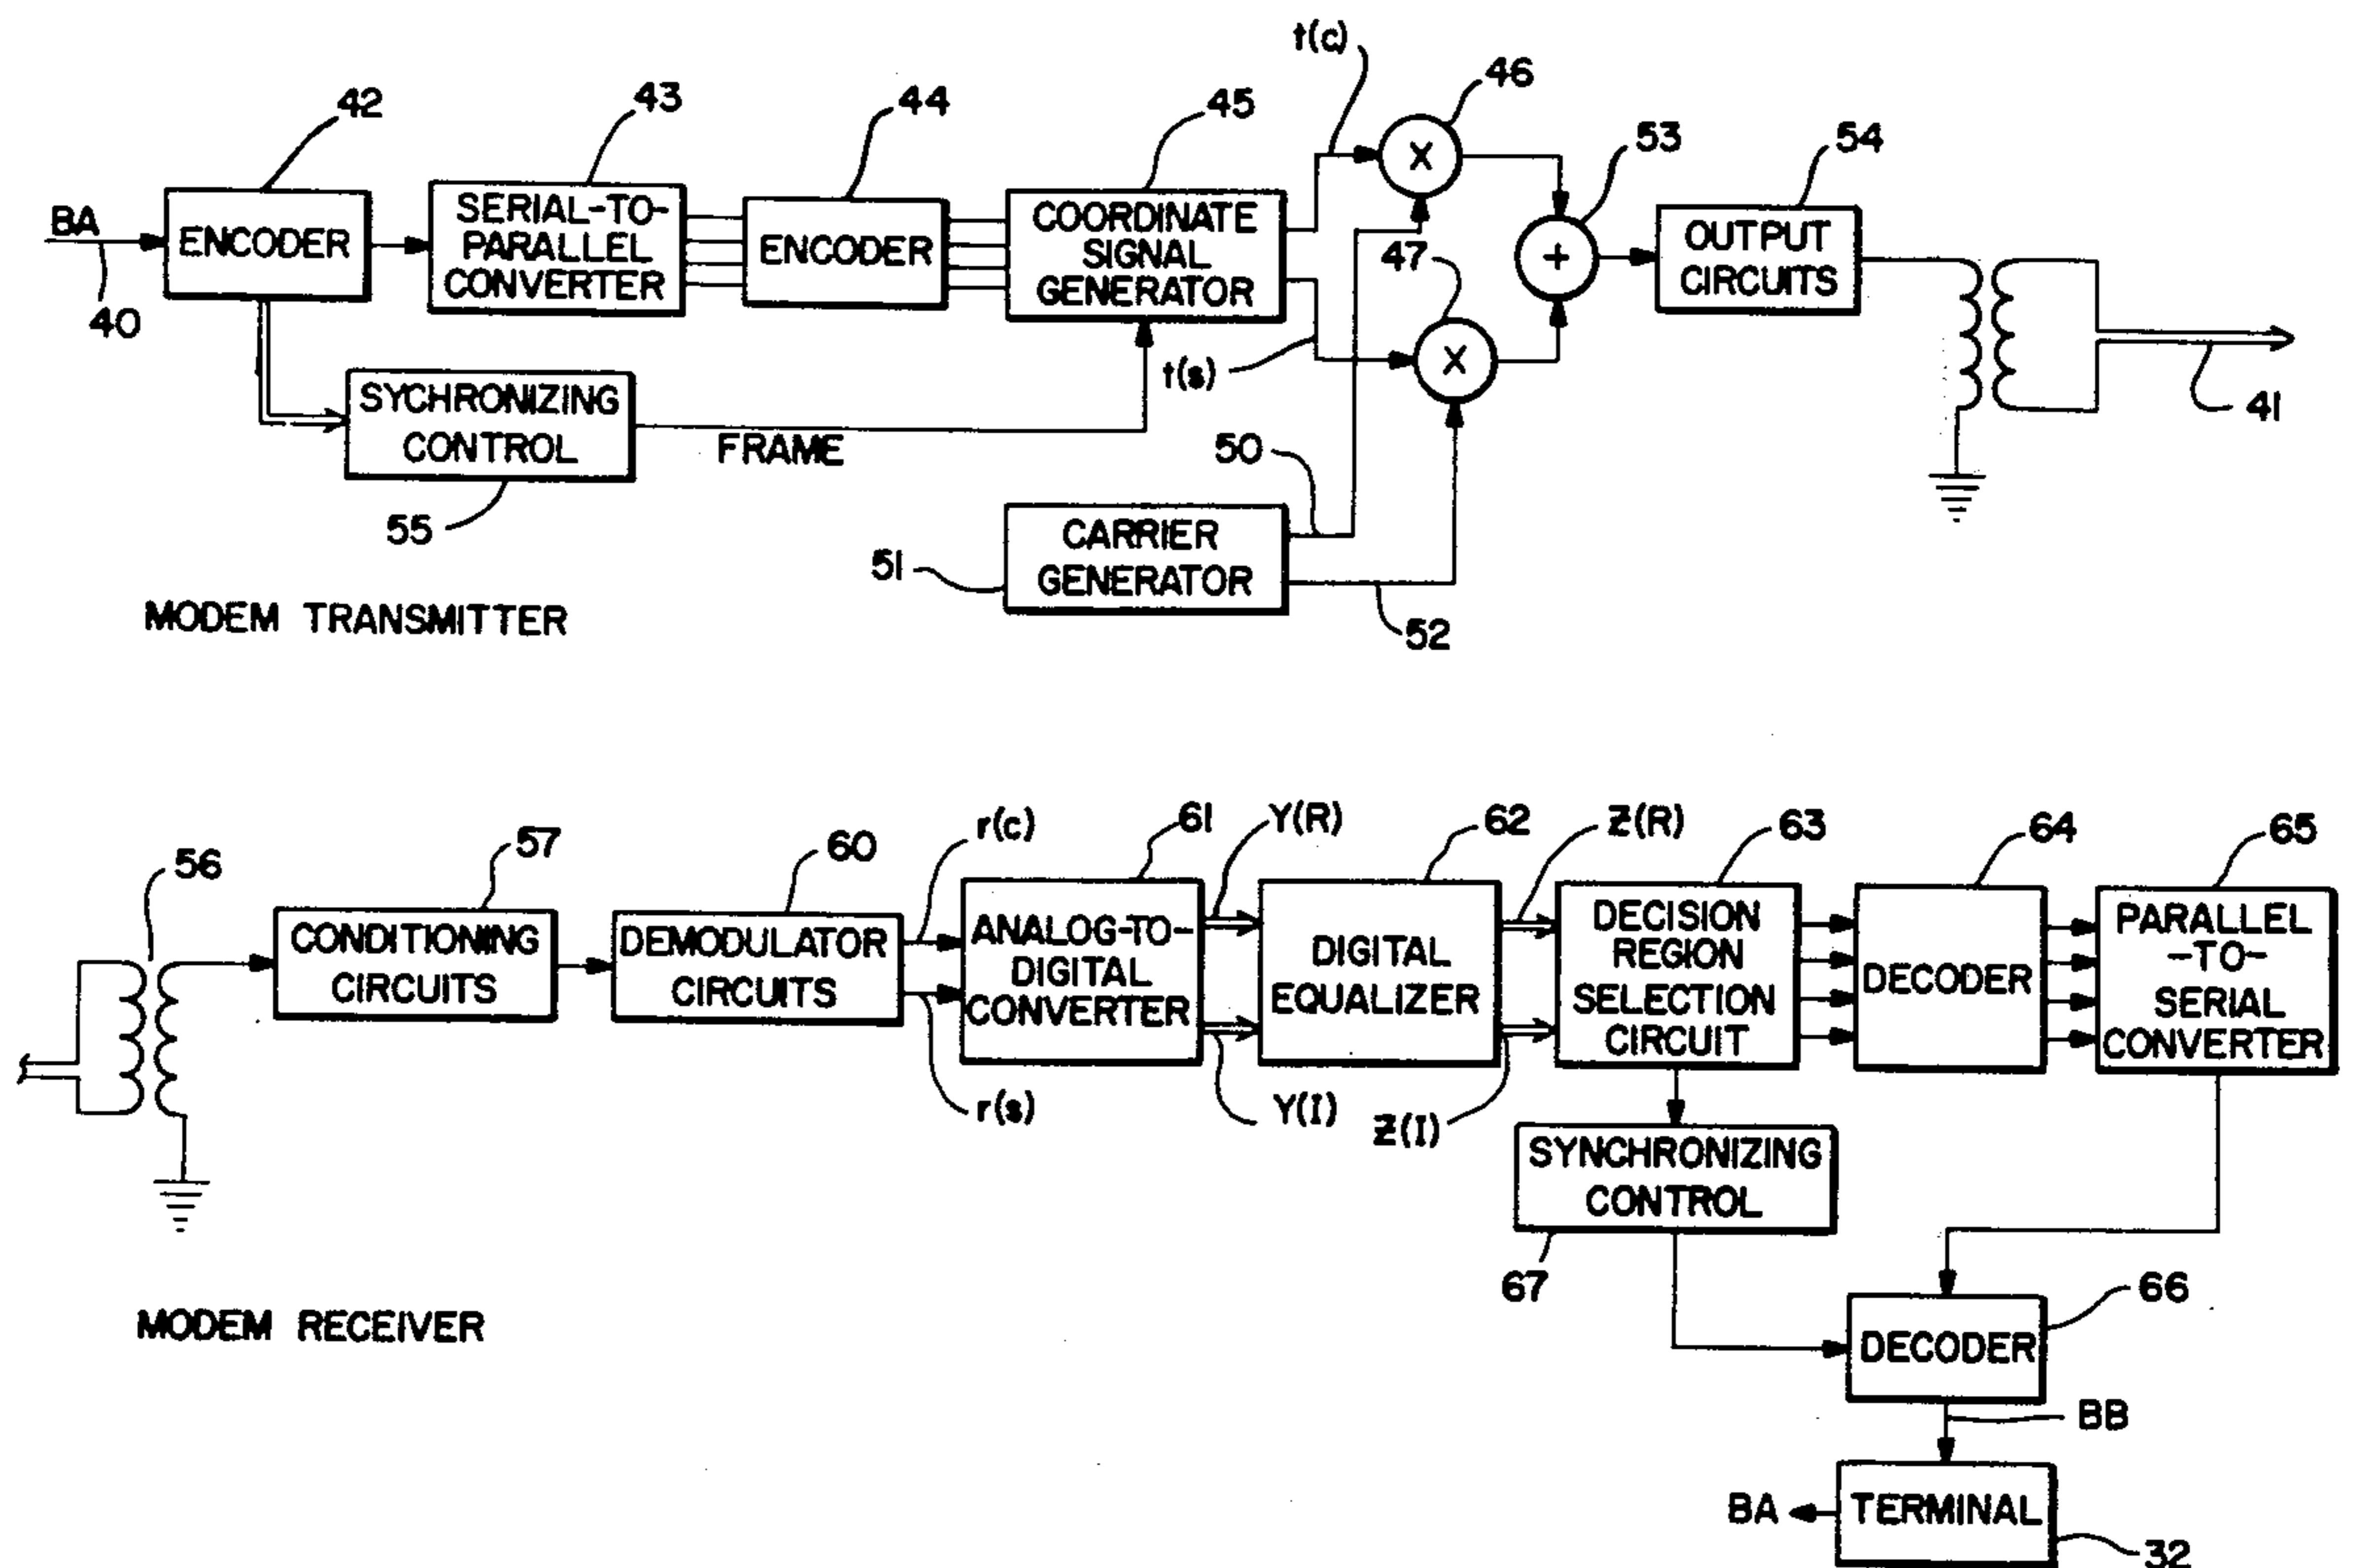 t(c)
46
42
43
44
45
53
54
BA
ENCODER
SERIAL-TO-
PARALLEL
CONVERTER
ENCODER
COORDINATE
SIGNAL
GENERATOR
X
47
+
OUTPUT
CIRCUITS
40
X
t(s)
41
SYCHRONIZING
CONTROL
FRAME
50
55
51
CARRIER
GENERATOR
52
MODEM TRANSMITTER
56
57
60
r(c)
61
Y(R)
62
Z(R)
63
64
65
CONDITIONING
CIRCUITS
DEMODULATOR
CIRCUITS
ANALOG-TO-
DIGITAL
CONVERTER
DIGITAL
EQUALIZER
DECISION
REGION
SELECTION
CIRCUIT
DECODER
PARALLEL
-TO-
SERIAL
CONVERTER
r(s)
Y(I)
Z(I)
SYNCHRONIZING
CONTROL
67
66
MODEM RECEIVER
DECODER
BB
BA
TERMINAL
32